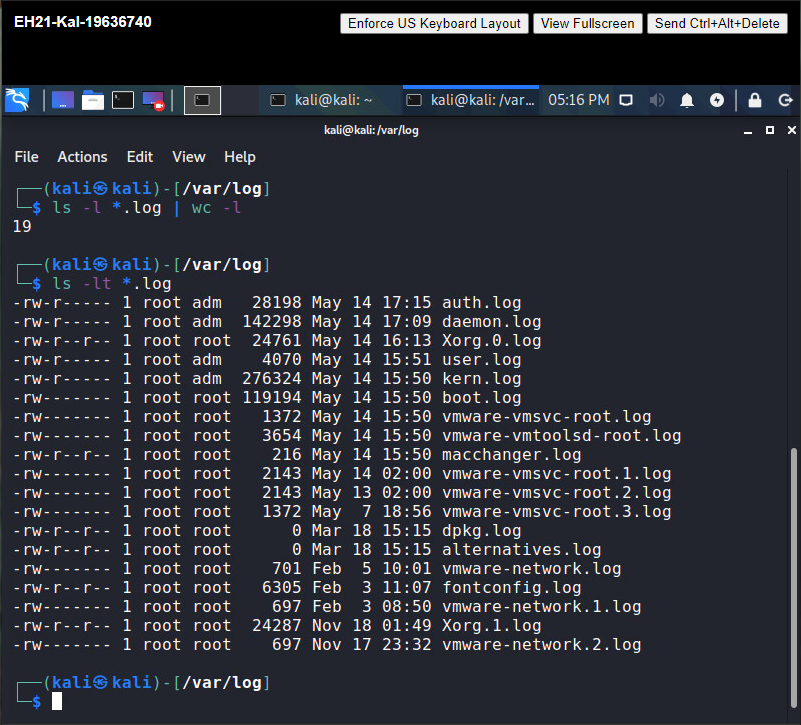 EH21-Kal-19636740
Enforce US Keyboard Layout View Fullscreen Send Ctrl+Alt+Delete
kali@kali: ~ kali@kali: /var... 05:16 PM
kali@kali: /var/log
File Actions Edit View Help
┌──(kali㉿kali)-[/var/log]
└─$ ls -l *.log | wc -l
19
┌──(kali㉿kali)-[/var/log]
└─$ ls -lt *.log
-rw-r----- 1 root adm   28198 May 14 17:15 auth.log
-rw-r----- 1 root adm  142298 May 14 17:09 daemon.log
-rw-r--r-- 1 root root  24761 May 14 16:13 Xorg.0.log
-rw-r----- 1 root adm    4070 May 14 15:51 user.log
-rw-r----- 1 root adm  276324 May 14 15:50 kern.log
-rw------- 1 root root 119194 May 14 15:50 boot.log
-rw------- 1 root root   1372 May 14 15:50 vmware-vmsvc-root.log
-rw------- 1 root root   3654 May 14 15:50 vmware-vmtoolsd-root.log
-rw-r--r-- 1 root root    216 May 14 15:50 macchanger.log
-rw------- 1 root root   2143 May 14 02:00 vmware-vmsvc-root.1.log
-rw------- 1 root root   2143 May 13 02:00 vmware-vmsvc-root.2.log
-rw------- 1 root root   1372 May  7 18:56 vmware-vmsvc-root.3.log
-rw-r--r-- 1 root root      0 Mar 18 15:15 dpkg.log
-rw-r--r-- 1 root root      0 Mar 18 15:15 alternatives.log
-rw------- 1 root root    701 Feb  5 10:01 vmware-network.log
-rw-r--r-- 1 root root   6305 Feb  3 11:07 fontconfig.log
-rw------- 1 root root    697 Feb  3 08:50 vmware-network.1.log
-rw-r--r-- 1 root root  24287 Nov 18 01:49 Xorg.1.log
-rw------- 1 root root    697 Nov 17 23:32 vmware-network.2.log
┌──(kali㉿kali)-[/var/log]
└─$